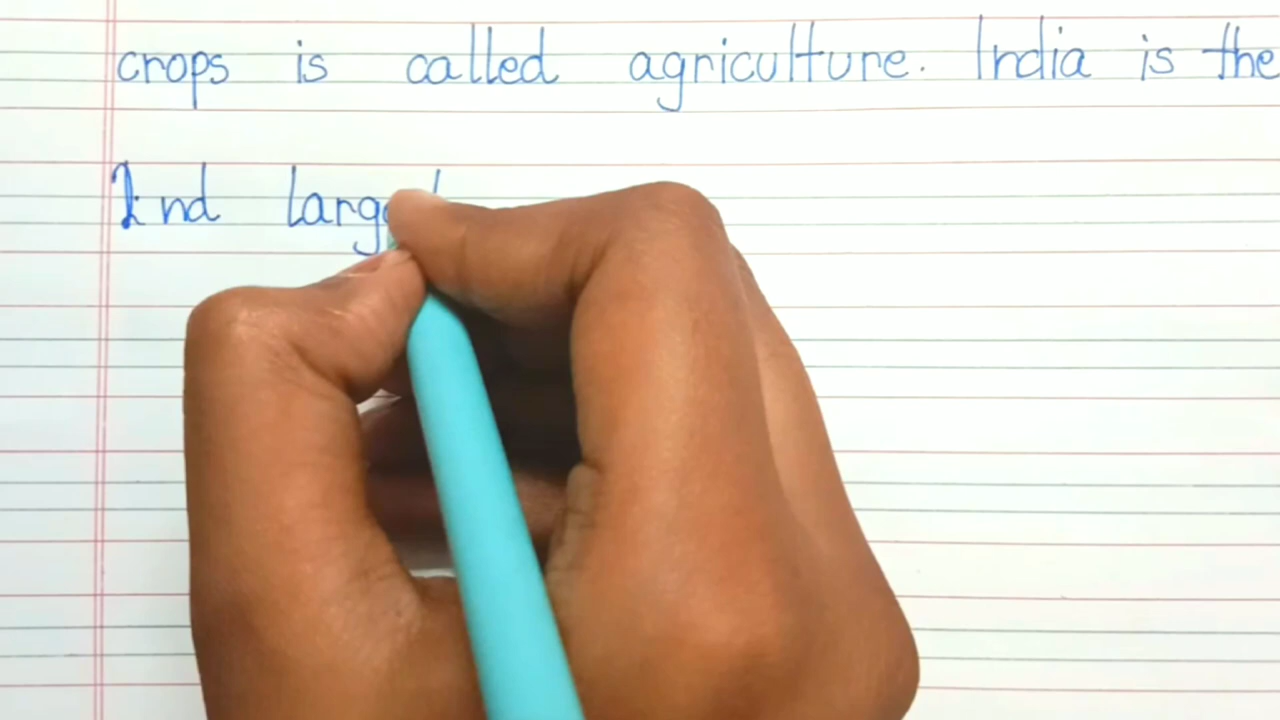 crops is called agriculture. India is the
2nd